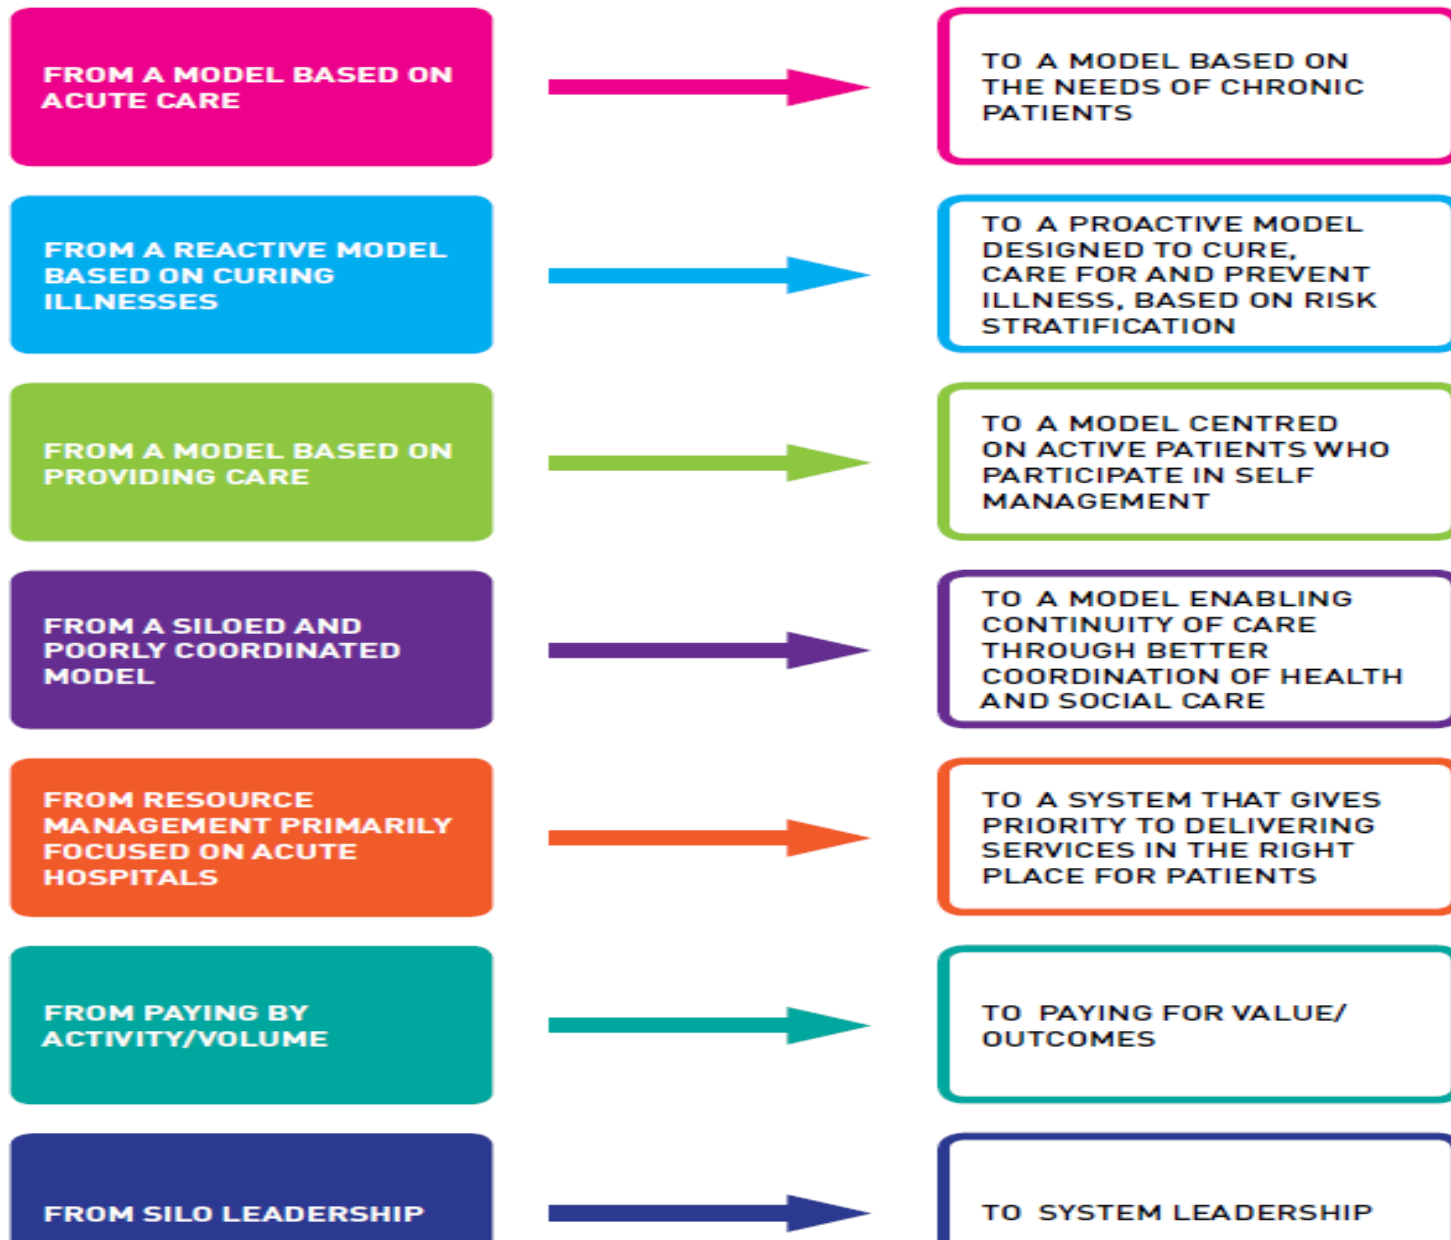 FROM A MODEL BASED ON
ACUTE CARE
TO A MODEL BASED ON
THE NEEDS OF CHRONIC
PATIENTS
FROM A REACTIVE MODEL
BASED ON CURING
ILLNESSES
TO A PROACTIVE MODEL
DESIGNED TO CURE,
CARE FOR AND PREVENT
ILLNESS, BASED ON RISK
STRATIFICATION
FROM A MODEL BASED ON
PROVIDING CARE
TO A MODEL CENTRED
ON ACTIVE PATIENTS WHO
PARTICIPATE IN SELF
MANAGEMENT
FROM A SILOED AND
POORLY COORDINATED
MODEL
TO A MODEL ENABLING
CONTINUITY OF CARE
THROUGH BETTER
COORDINATION OF HEALTH
AND SOCIAL CARE
FROM RESOURCE
MANAGEMENT PRIMARILY
FOCUSED ON ACUTE
HOSPITALS
TO A SYSTEM THAT GIVES
PRIORITY TO DELIVERING
SERVICES IN THE RIGHT
PLACE FOR PATIENTS
FROM PAYING BY
ACTIVITY/VOLUME
TO PAYING FOR VALUE/
OUTCOMES
FROM SILO LEADERSHIP
TO SYSTEM LEADERSHIP